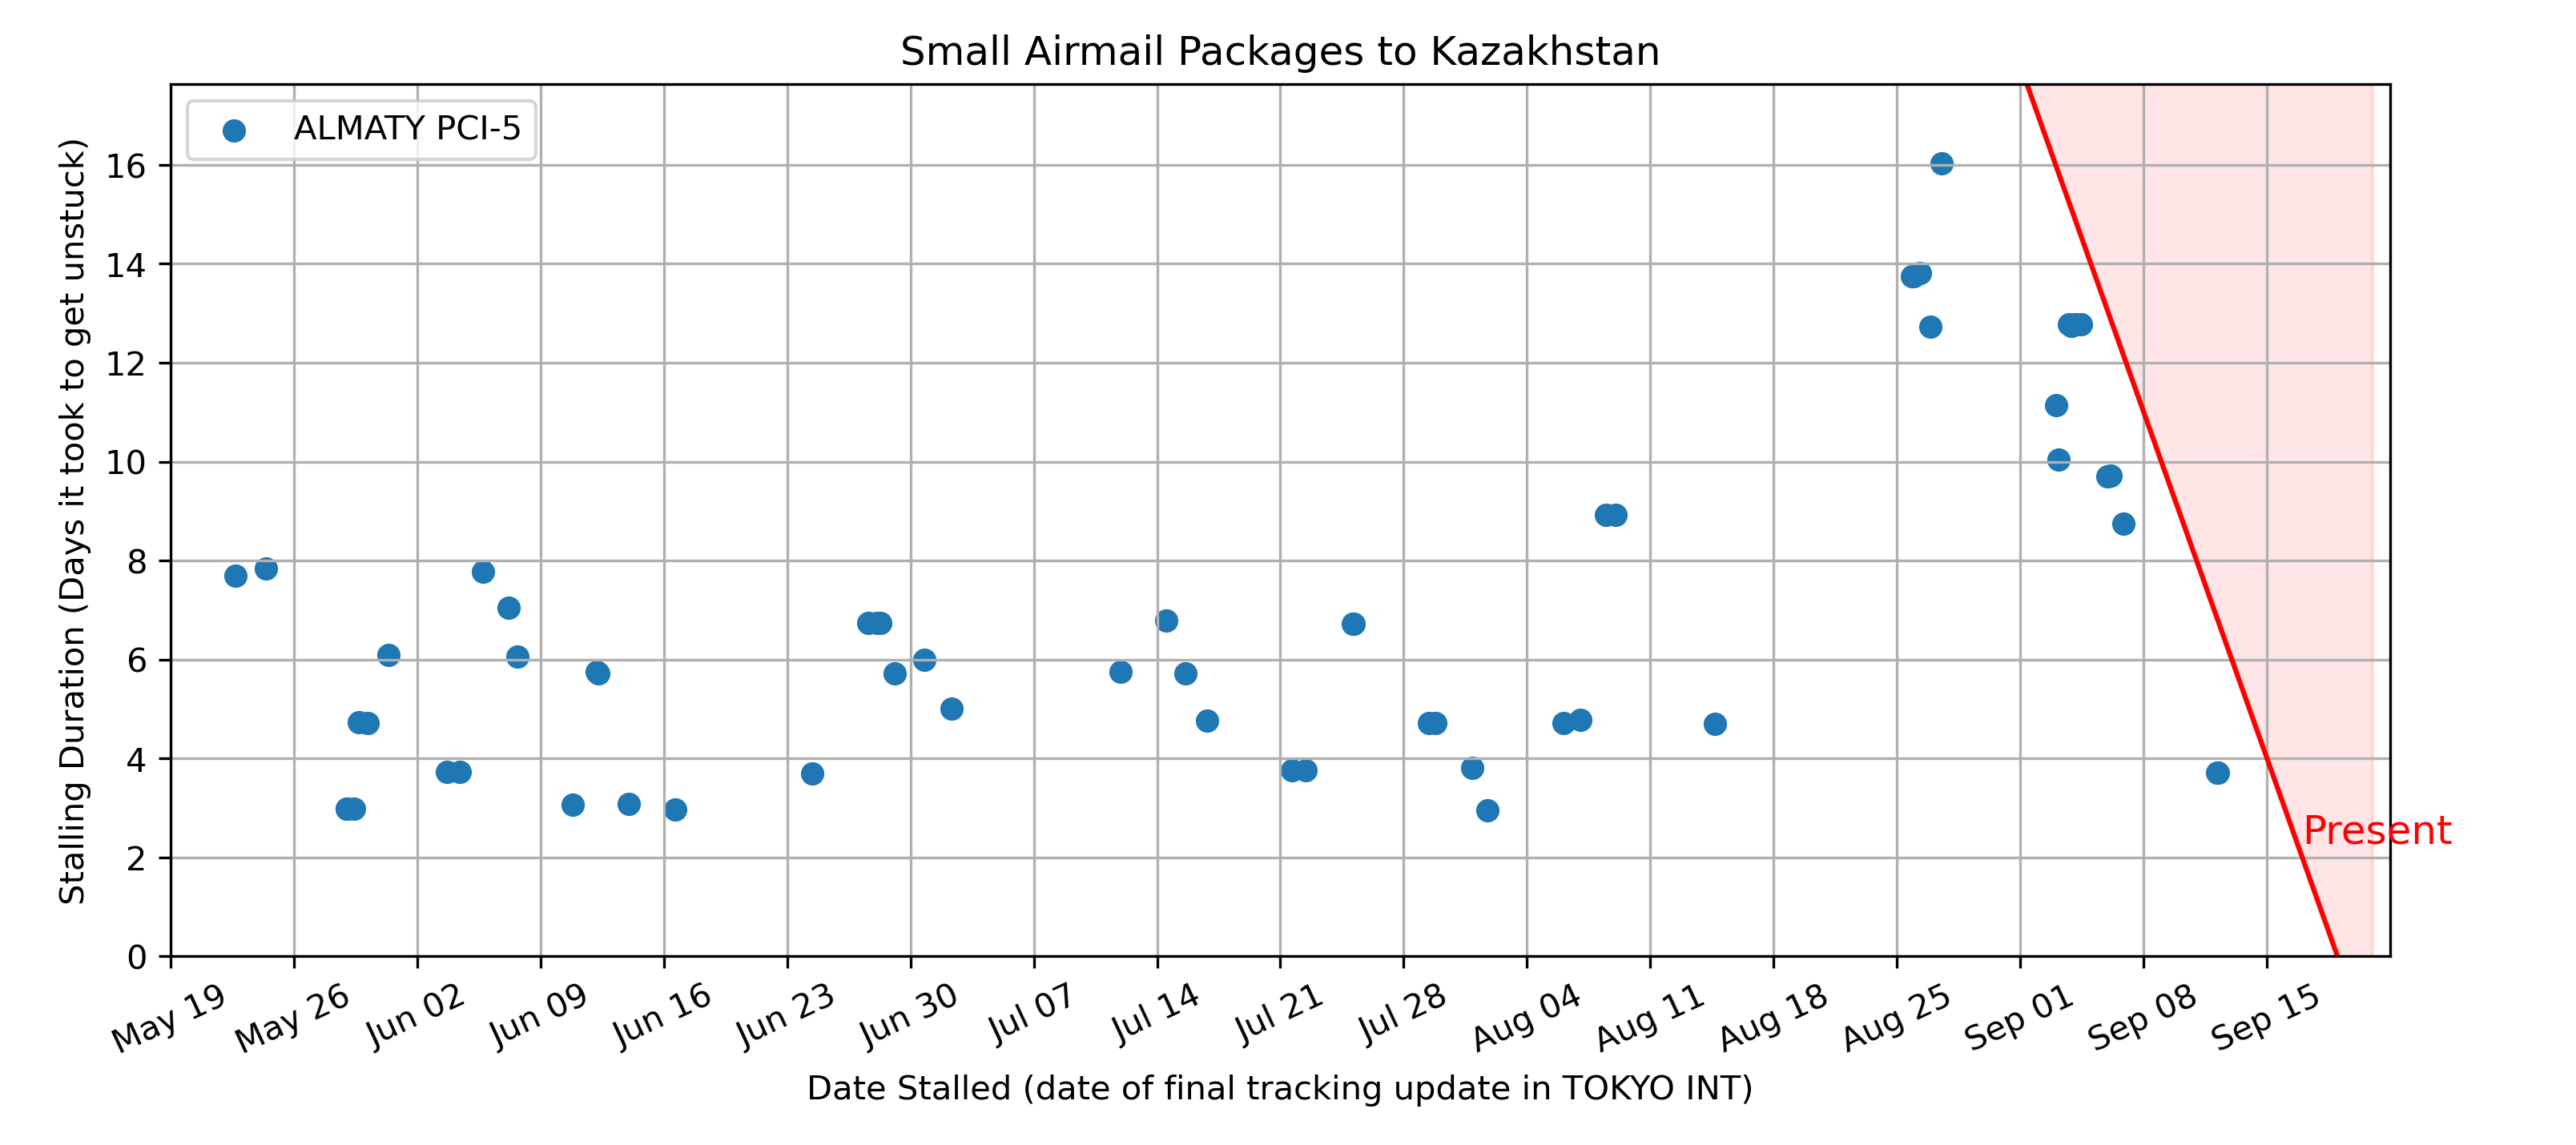 Small Airmail Packages to Kazakhstan
ALMATY PCI-5
Stalling Duration (Days it took to get unstuck)
16
14
12
10
8
6
4
2
0
Present
May 19
May 26
Jun 02
Jun 09
Jun 16
Jun 23
Jun 30
Jul 07
Jul 14
Jul 21
Jul 28
Aug 04
Aug 11
Aug 18
Aug 25
Sep 01
Sep 08
Sep 15
Date Stalled (date of final tracking update in TOKYO INT)